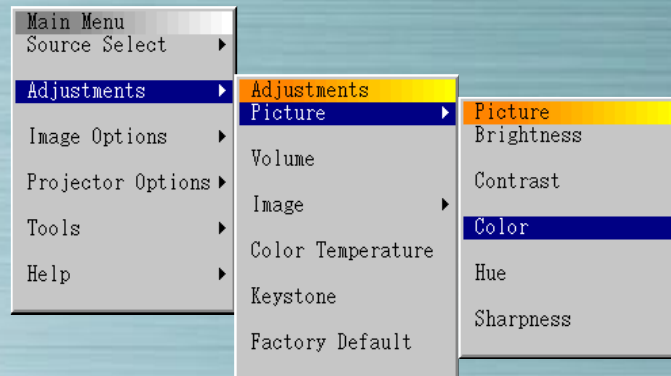 Main Menu
Source Select
Adjustments
Image Options
Projector Options
Tools
Help
Adjustments
Picture
Volume
Image
Color Temperature
Keystone
Factory Default
Picture
Brightness
Contrast
Color
Hue
Sharpness